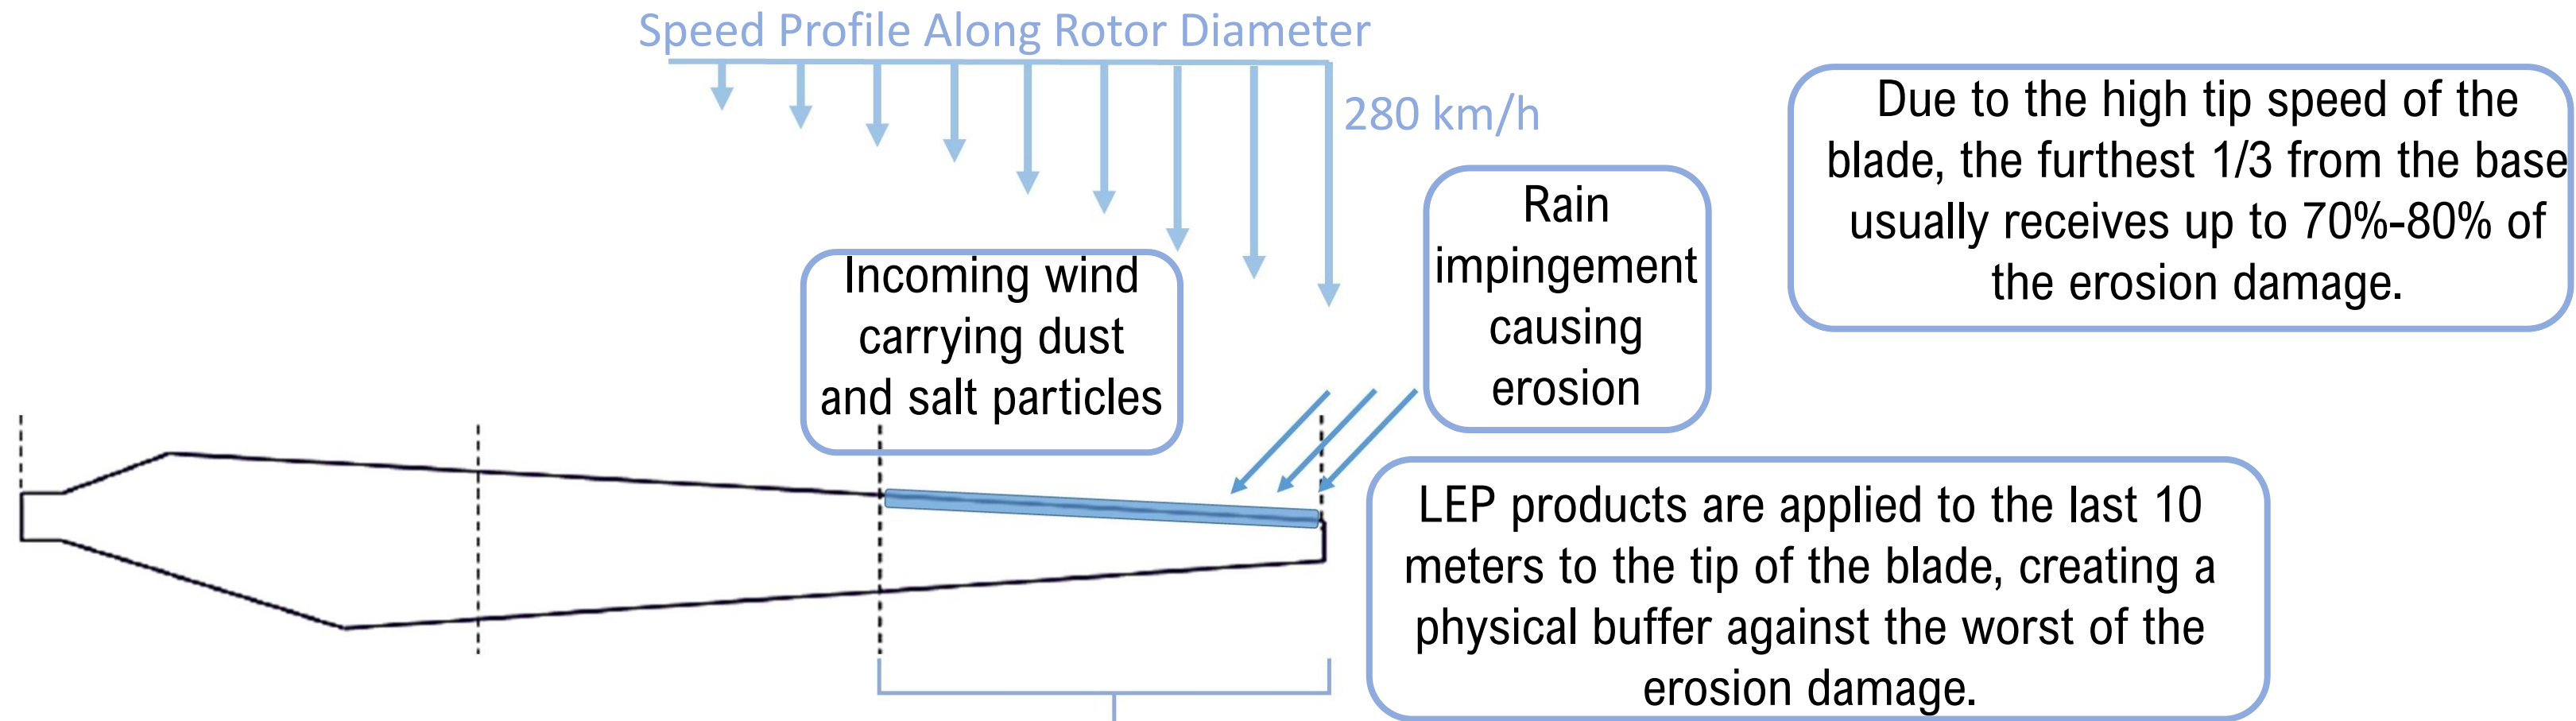 Speed Profile Along Rotor Diameter
280 km/h
Due to the high tip speed of the
blade, the furthest 1/3 from the base
usually receives up to 70%-80% of
the erosion damage.
Rain
impingement
causing
erosion
Incoming wind
carrying dust
and salt particles
LEP products are applied to the last 10
meters to the tip of the blade, creating a
physical buffer against the worst of the
erosion damage.